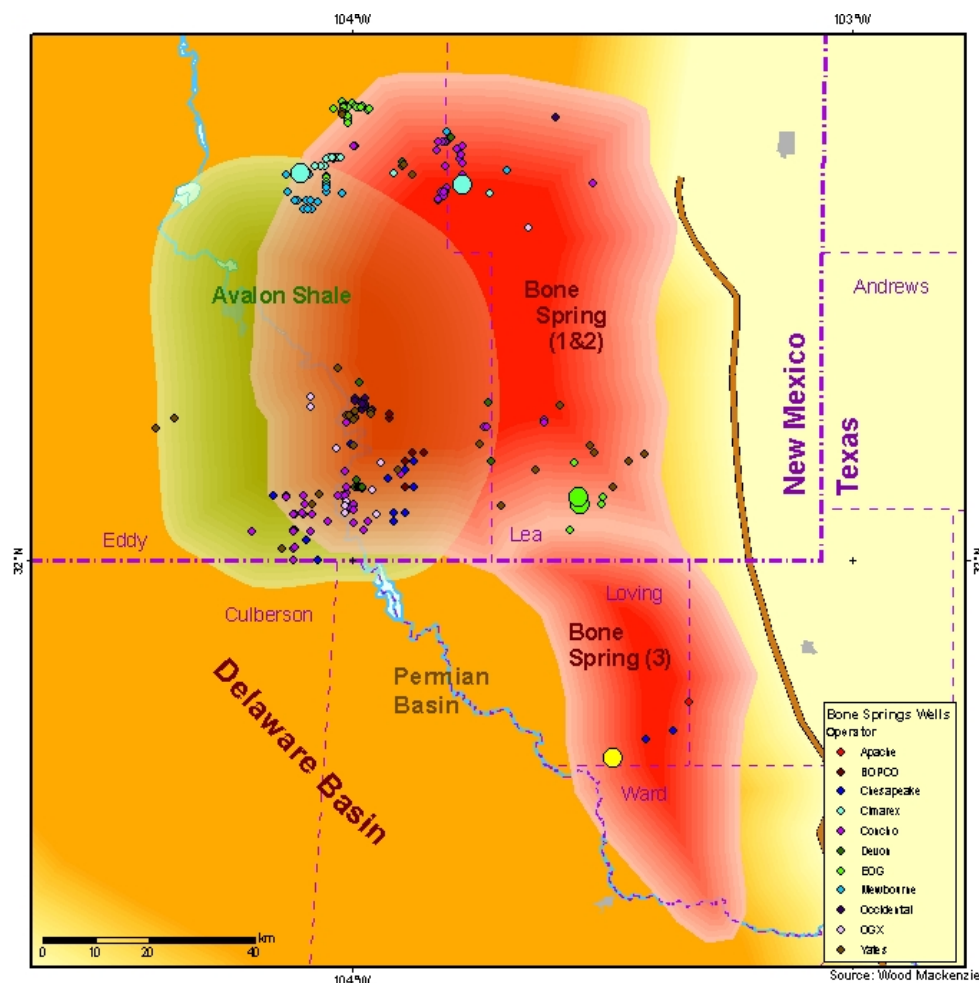 104°W
103°W
Avalon Shale
Bone
Spring
(1&2)
Andrews
New Mexico
Texas
Eddy
Lea
32°N
32°N
Culberson
Loving
Bone
Spring (3)
Permian
Basin
Delaware Basin
Ward
Bone Springs Wells
Operator
Apache
BOPCO
Chesapeake
Cimarex
Concho
Devon
EOG
Mewbourne
Occidental
OGX
Yates
km
0 10 20 40
104°W
Source: Wood Mackenzie